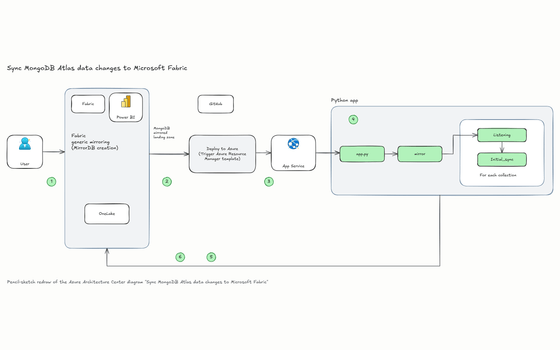 Sync MongoDB Atlas data changes to Microsoft Fabric
Python app
Fabric
Power BI
GitHub
4
User
Fabric
generic mirroring
(MirrorDB creation)
MongoDB
mirrored
landing zone
Deploy to Azure
(Trigger Azure Resource
Manager template)
App Service
app.py
mirror
Listening
Initial_sync
For each collection
1
2
3
OneLake
6
5
Pencil-sketch redraw of the Azure Architecture Center diagram "Sync MongoDB Atlas data changes to Microsoft Fabric"